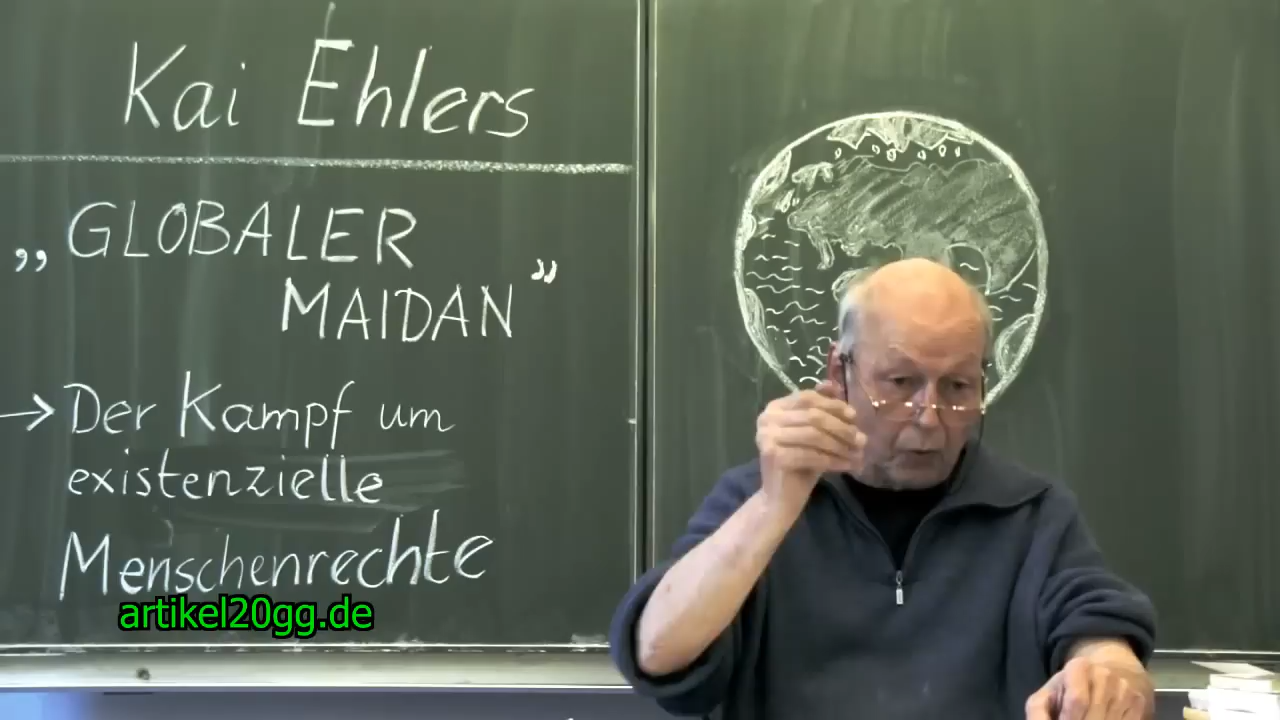 Kai Ehlers
„GLOBALER
MAIDAN"
→ Der Kampf um
existenzielle
Menschenrechte
artikel20gg.de